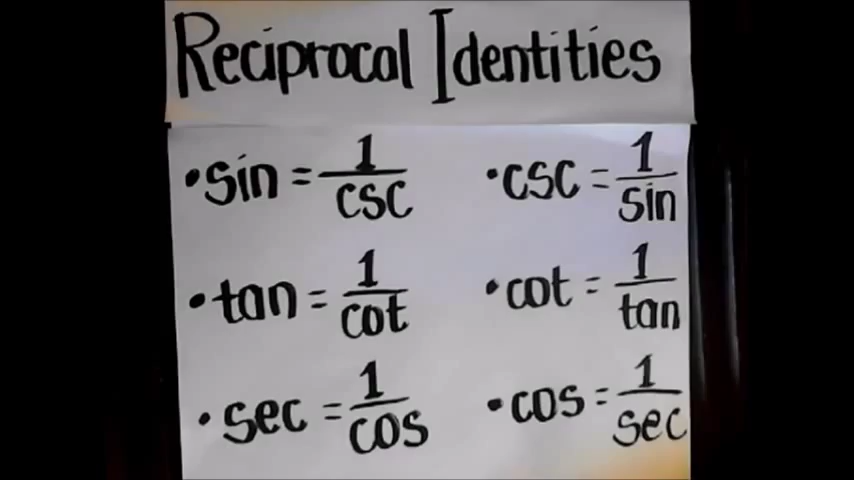 Reciprocal Identities
•sin = 1/csc •csc = 1/sin
•tan = 1/cot •cot = 1/tan
•sec = 1/cos •cos = 1/sec